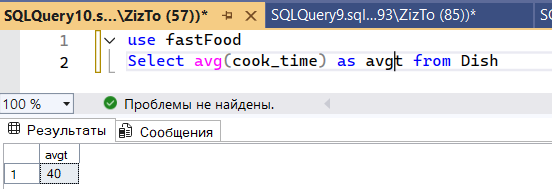 SQLQuery10.s...\ZizTo (57))*
SQLQuery9.sql...93\ZizTo (85))*
SQ
1 use fastFood
2 Select avg(cook_time) as avgt from Dish
100 %
Проблемы не найдены.
Результаты
Сообщения
avgt
1 40